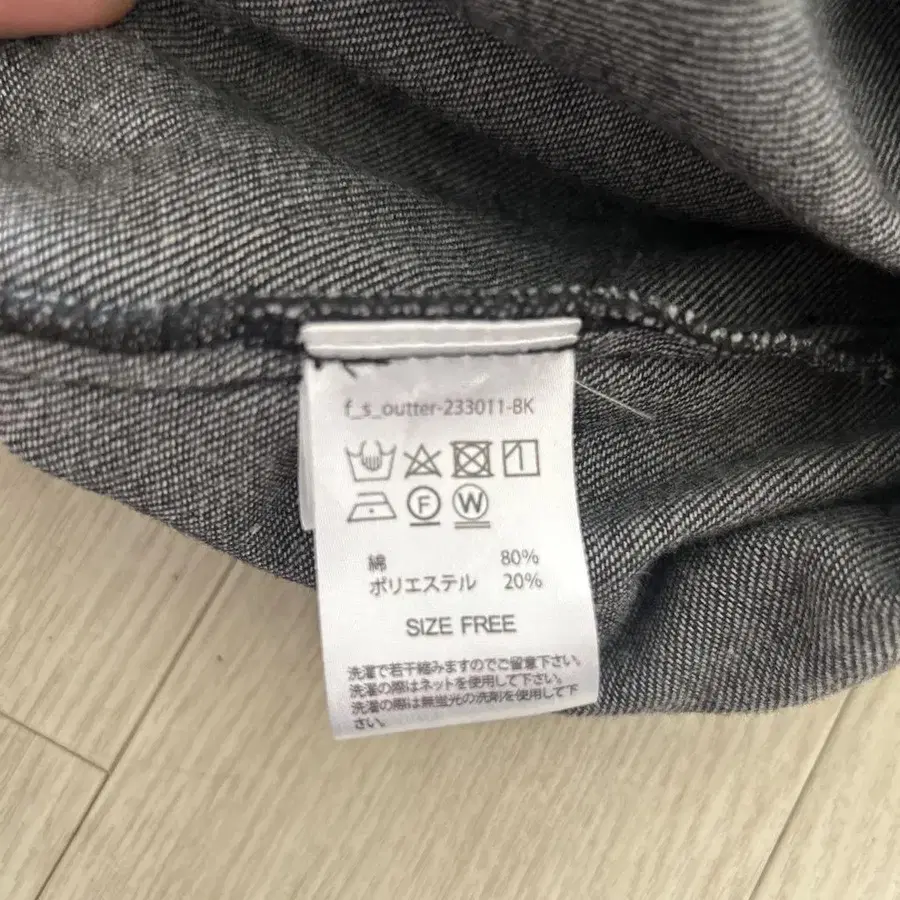 f_s_outter-233011-BK
F W
綿 80%
ポリエステル 20%
SIZE FREE
洗濯で若干縮みますのでご留意下さい。
洗濯の際はネットを使用して下さい。
洗濯の際は無蛍光の洗剤を使用して下
さい。